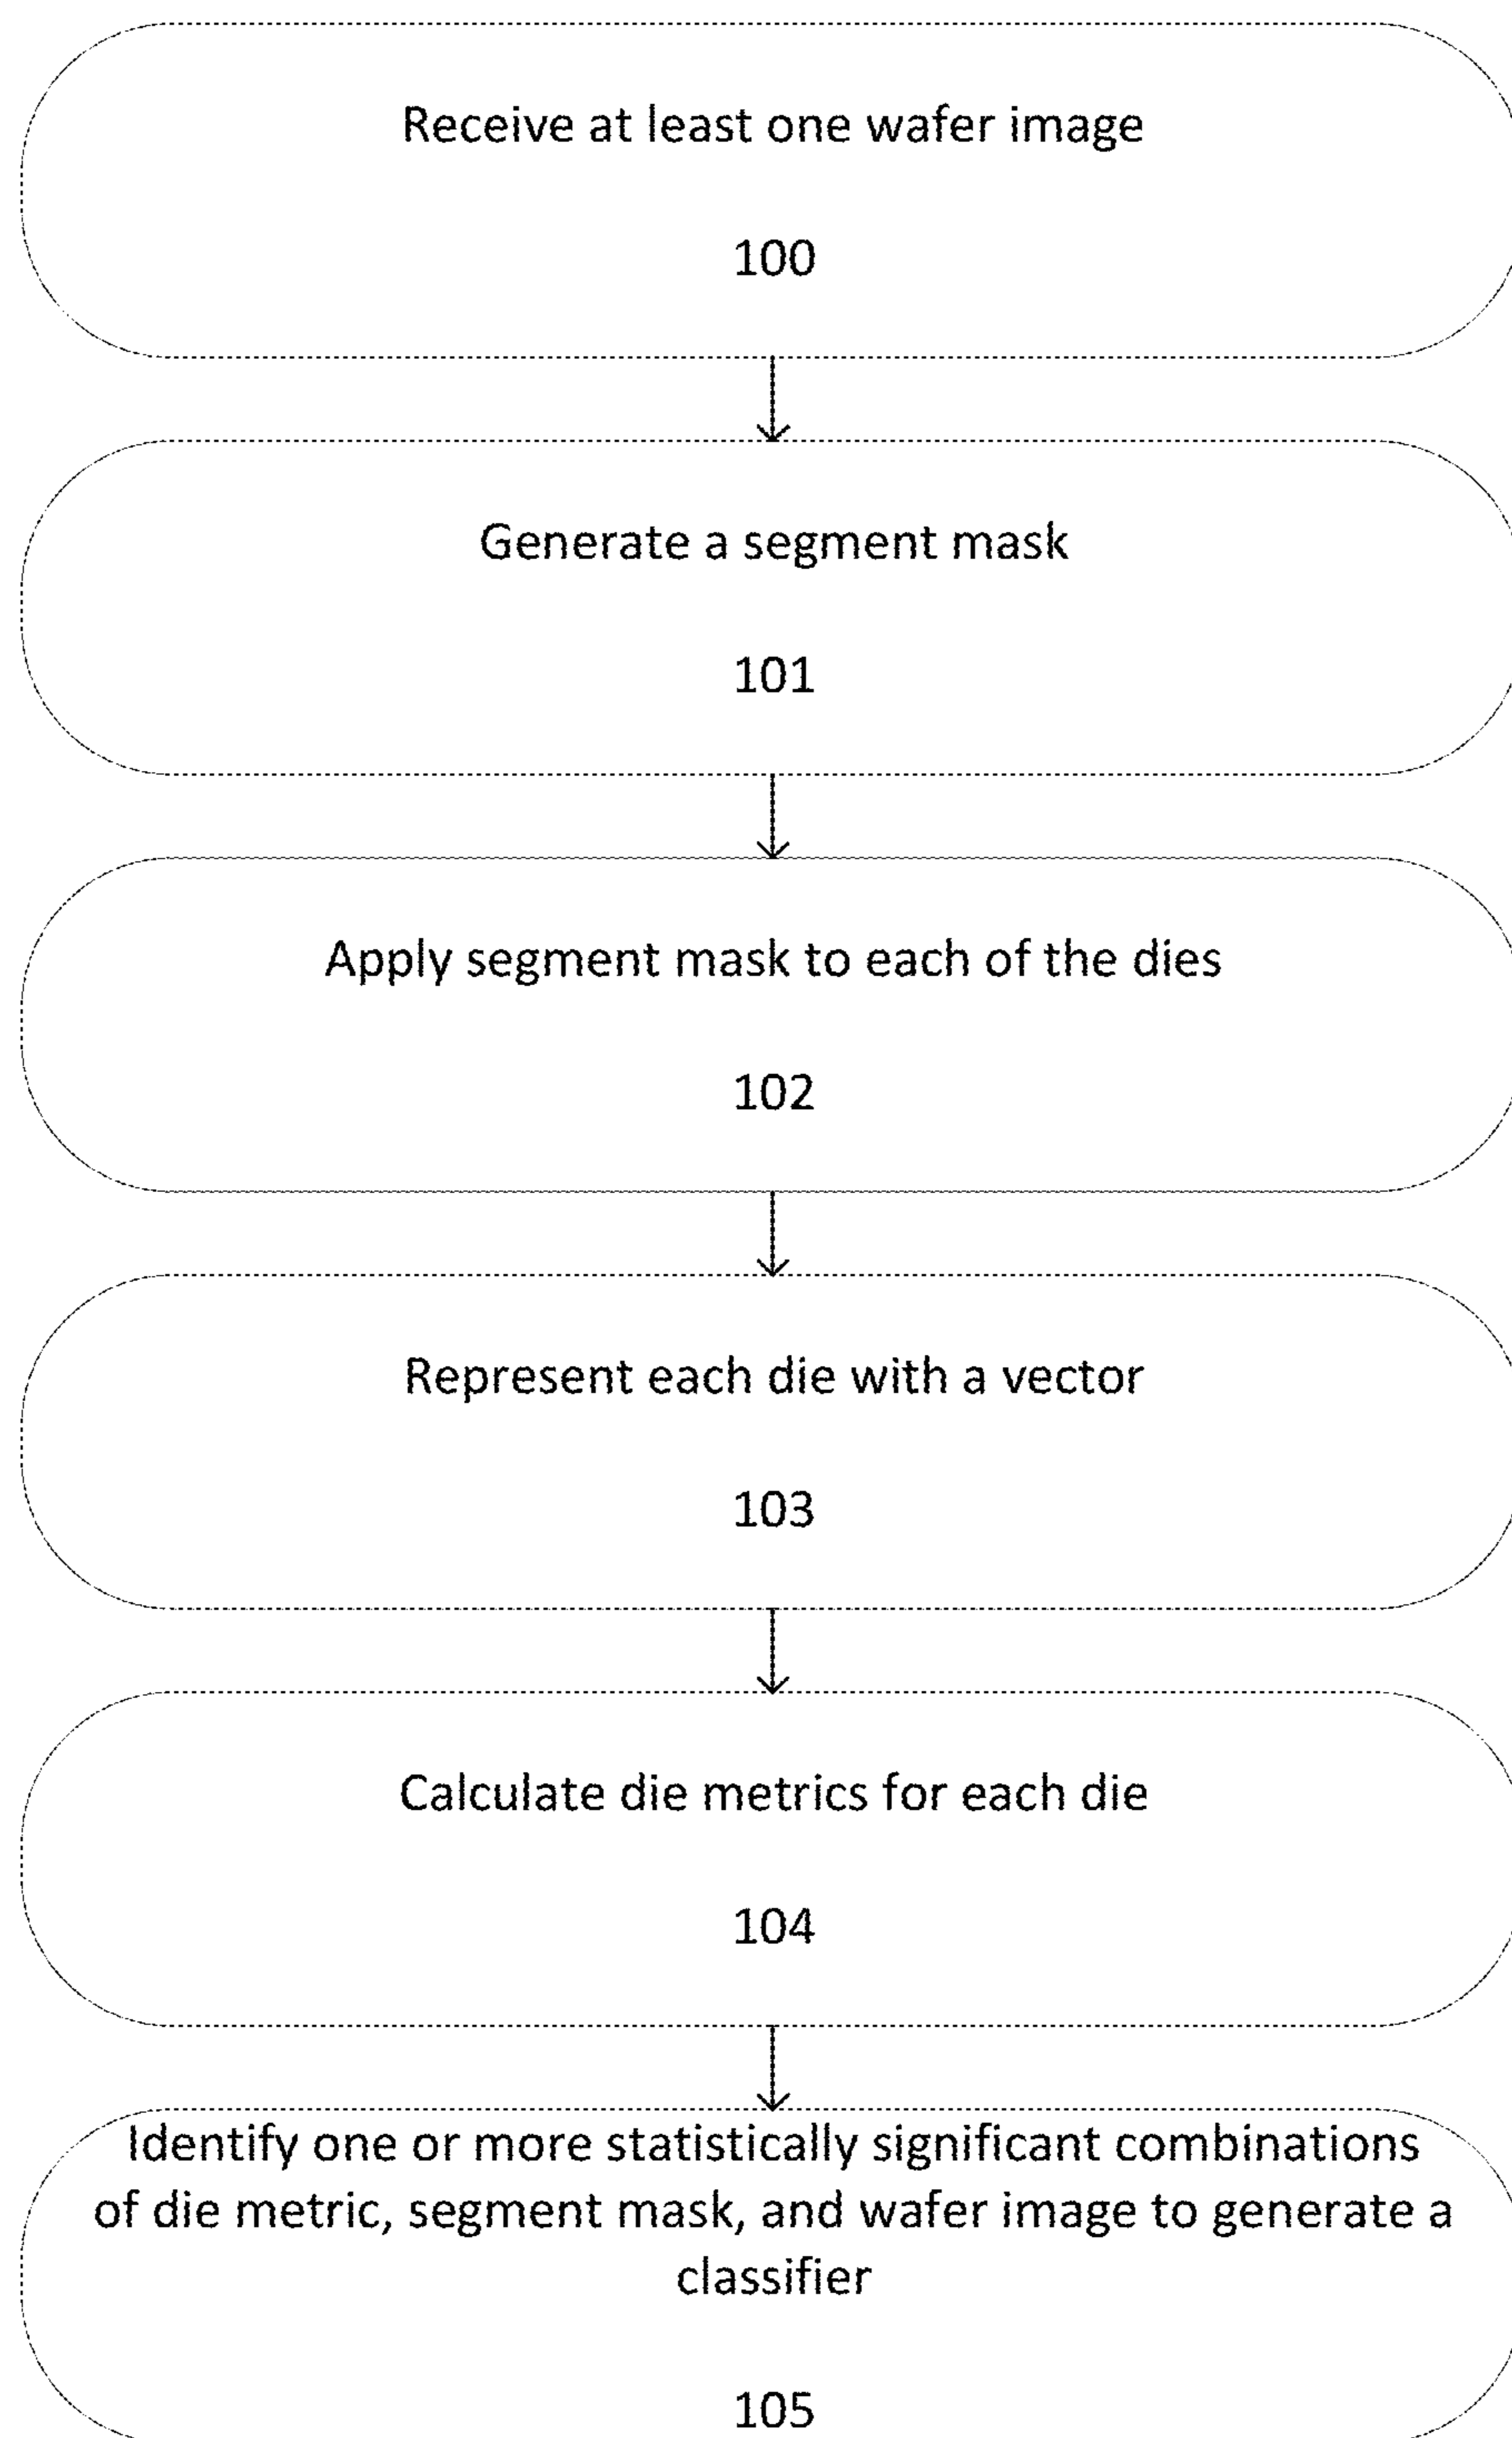 Receive at least one wafer image
100
Generate a segment mask
101
Apply segment mask to each of the dies
102
Represent each die with a vector
103
Calculate die metrics for each die
104
Identify one or more statistically significant combinations
of die metric, segment mask, and wafer image to generate a
classifier
105